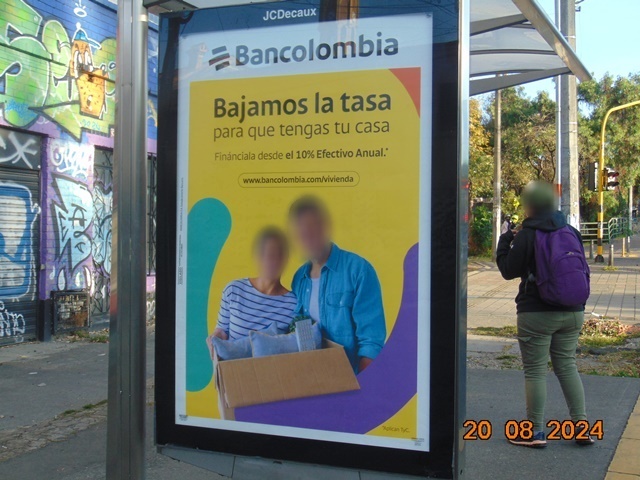 JCDecaux
Bancolombia
Bajamos la tasa
para que tengas tu casa
Fináncíala desde el 10% Efectivo Anual.*
www.bancolombia.com/vivienda
20 08 2024